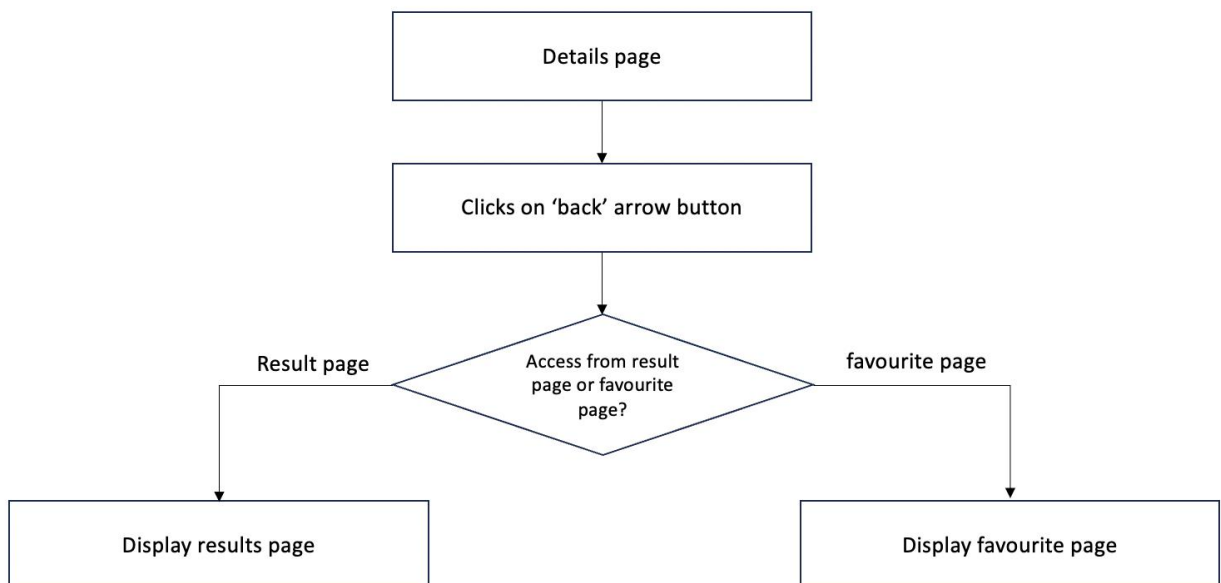 Details page
Clicks on ‘back’ arrow button
Result page
Access from result
page or favourite
page?
favourite page
Display results page
Display favourite page